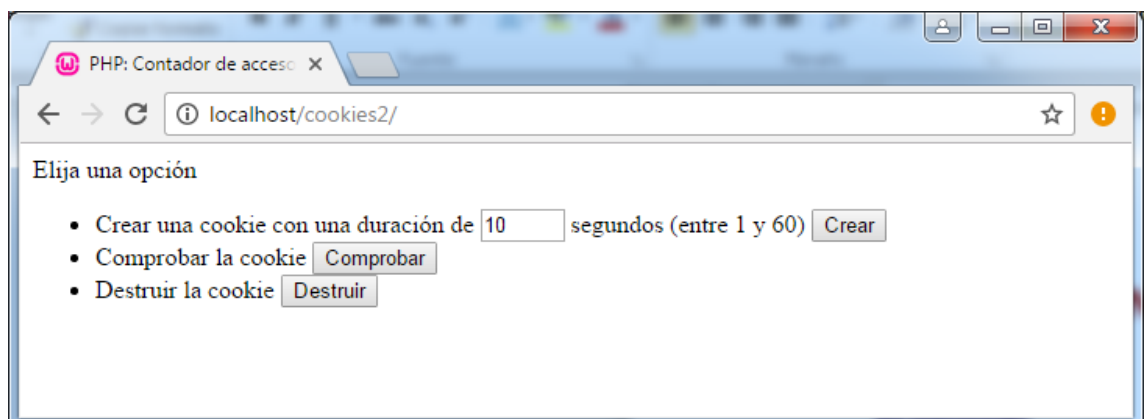 PHP: Contador de acceso
localhost/cookies2/
Elija una opción
Crear una cookie con una duración de 10 segundos (entre 1 y 60) Crear
Comprobar la cookie Comprobar
Destruir la cookie Destruir